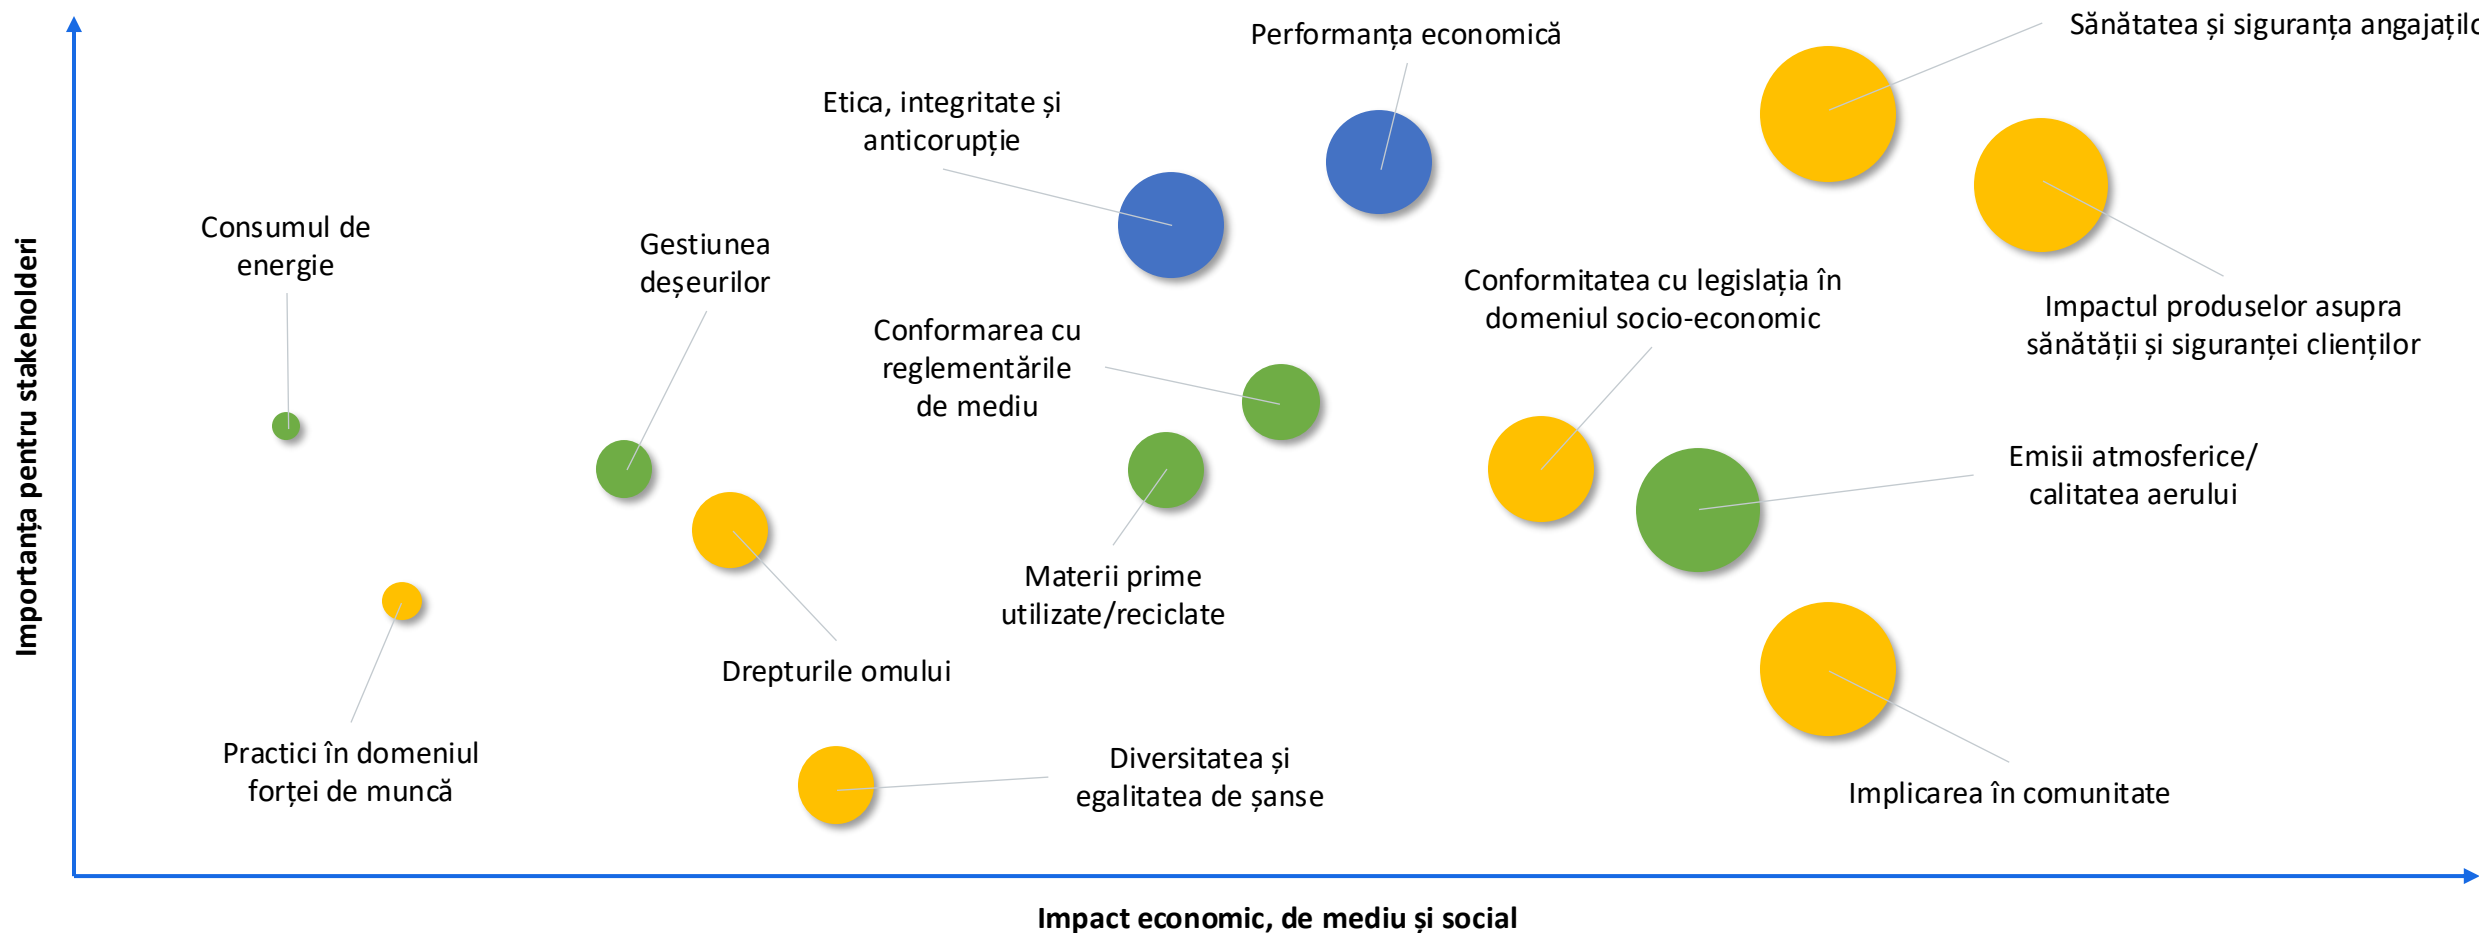 Sănătatea și siguranța
Performanța economică
Etica, integritate și
anticorupție
Consumul de
energie
Gestiunea
deșeurilor
Conformitatea cu legislația în
domeniul socio-economic
Impactul produselor asupra
sănătății și siguranței clienților
Conformarea cu
reglementările
de mediu
Importanța pentru stakeholderi
Emisii atmosferice/
calitatea aerului
Materii prime
utilizate/reciclate
Drepturile omului
Practici în domeniul
forței de muncă
Diversitatea și
egalitatea de șanse
Implicarea în comunitate
Impact economic, de mediu și social